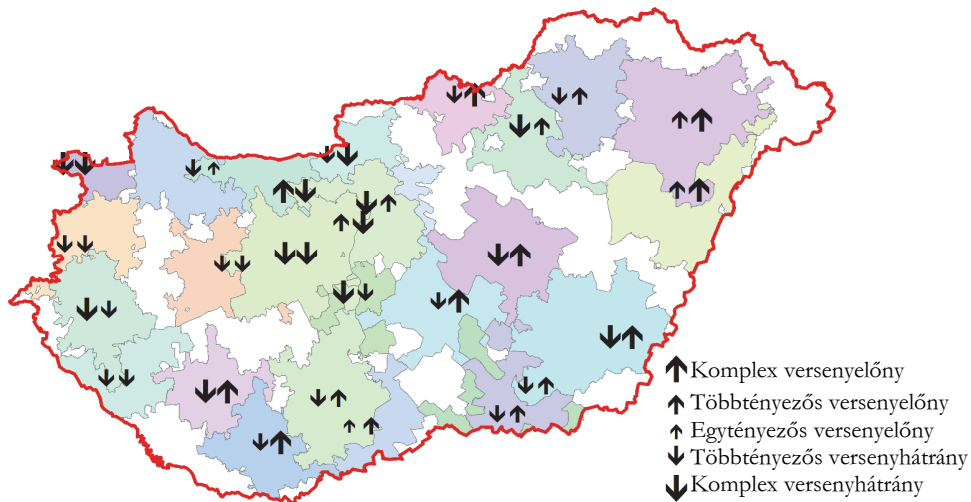 Komplex versenyelőny
Többtényezős versenyelőny
Egytényezős versenyelőny
Többtényezős versenyhátrány
Komplex versenyhátrány